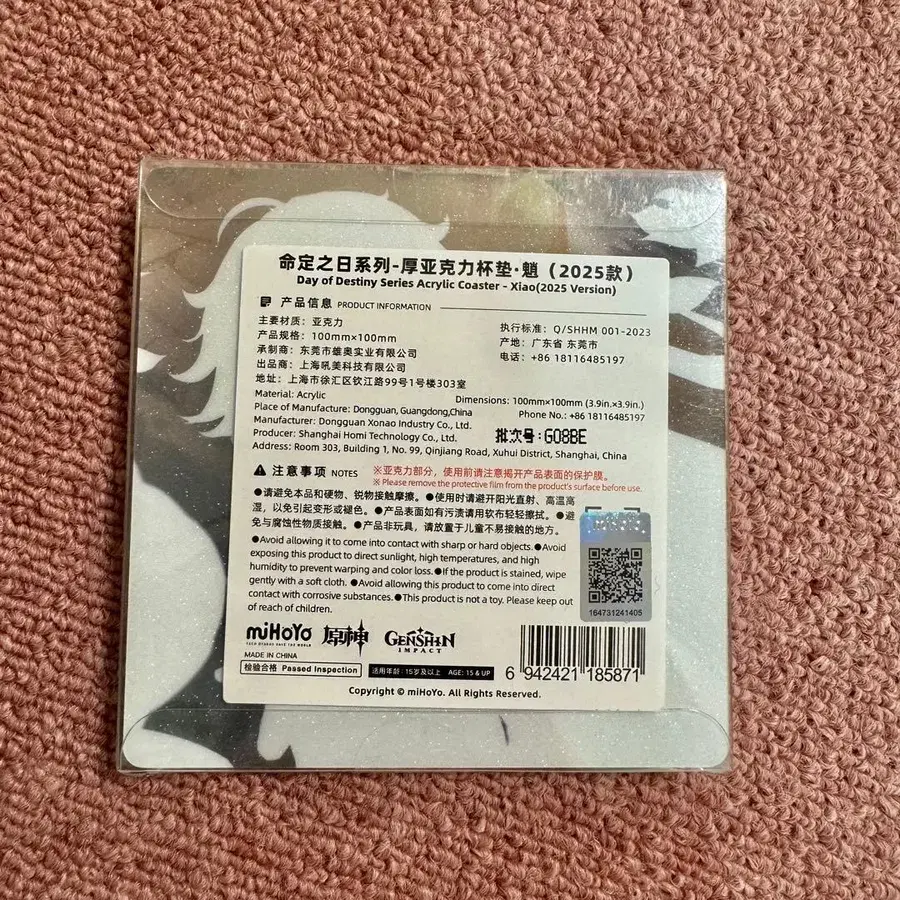 命定之日系列-厚亚克力杯垫·魈（2025款）
Day of Destiny Series Acrylic Coaster - Xiao(2025 Version)
产品信息 PRODUCT INFORMATION
主要材质：亚克力
产品规格：100mm×100mm
承制商：东莞市雄奥实业有限公司
出品商：上海吼美科技有限公司
地址：上海市徐汇区钦江路99号1号楼303室
执行标准：Q/SHHM 001-2023
产地：广东省 东莞市
电话：+86 18116485197
Material: Acrylic
Dimensions: 100mm×100mm (3.9in.×3.9in.)
Place of Manufacture: Dongguan, Guangdong,China
Phone No.: +86 18116485197
Manufacturer: Dongguan Xonao Industry Co., Ltd.
Producer: Shanghai Homi Technology Co., Ltd.
批次号：G08BE
Address: Room 303, Building 1, No. 99, Qinjiang Road, Xuhui District, Shanghai, China
注意事项 NOTES
※亚克力部分，使用前请注意揭开产品表面的保护膜。
※ Please remove the protective film from the product's surface before use.
●请避免本品和硬物、锐物接触摩擦。●使用时请避开阳光直射、高温高
湿，以免引起变形或褪色。●产品表面如有污渍请用软布轻轻擦拭。●避
免与腐蚀性物质接触。●产品非玩具，请放置于儿童不易接触的地方。
●Avoid allowing it to come into contact with sharp or hard objects.●Avoid
exposing this product to direct sunlight, high temperatures, and high
humidity to prevent warping and color loss.●If the product is stained, wipe
gently with a soft cloth. ●Avoid allowing this product to come into direct
contact with corrosive substances.●This product is not a toy. Please keep out
of reach of children.
164731241405
miHoYo
TECH OTAKUS SAVE THE WORLD
原神
GENSHIN
IMPACT
MADE IN CHINA
检验合格 Passed Inspection
适用年龄：15岁及以上 AGE: 15 & UP
6 942421 185871
Copyright © miHoYo. All Rights Reserved.